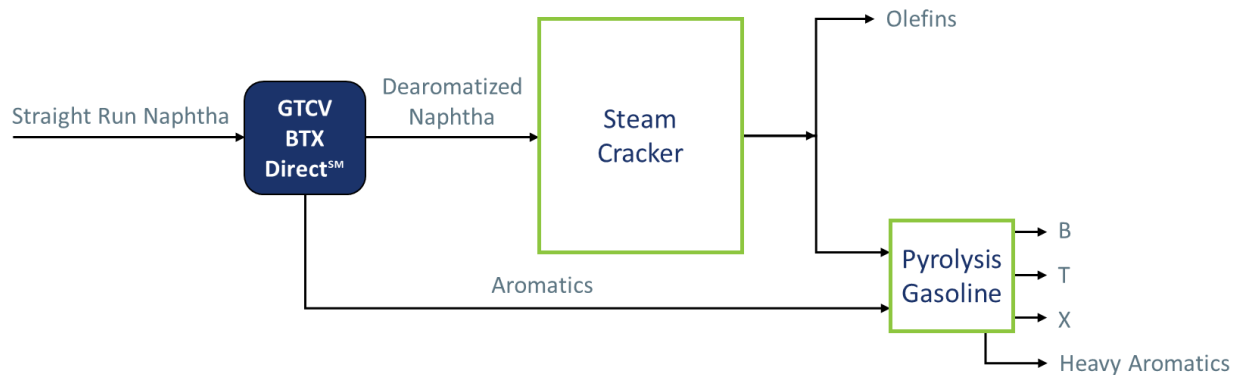 Olefins
Straight Run Naphtha
GTCV
BTX
Direct℠
Dearomatized
Naphtha
Steam
Cracker
Aromatics
Pyrolysis
Gasoline
B
T
X
Heavy Aromatics